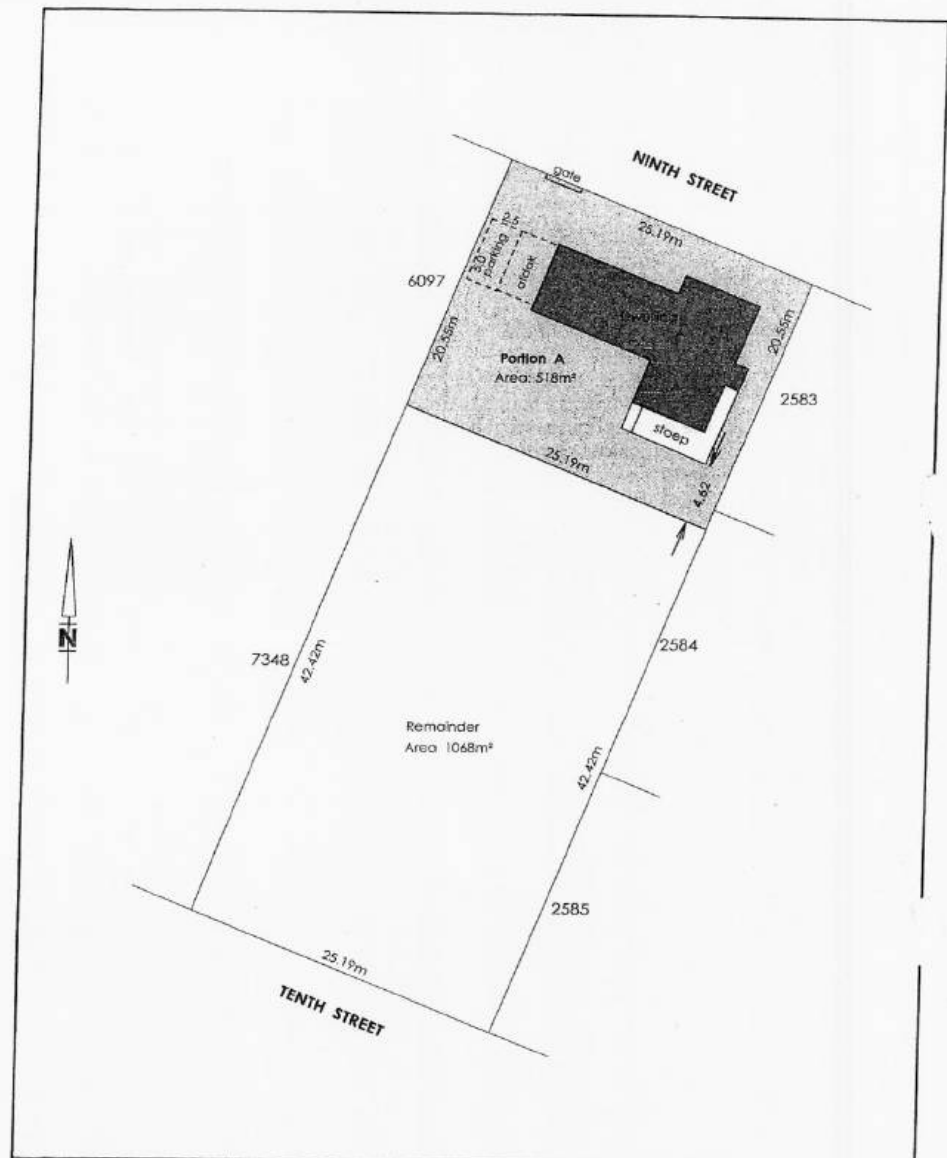 NINTH STREET
gate
25.19m
2.5
3.0
parking
afdak
6097
20.55m
20.55m
2583
Portion A
Area: 518m²
stoep
25.19m
4.62
N
7348
42.42m
2584
Remainder
Area 1068m²
42.42m
2585
25.19m
TENTH STREET